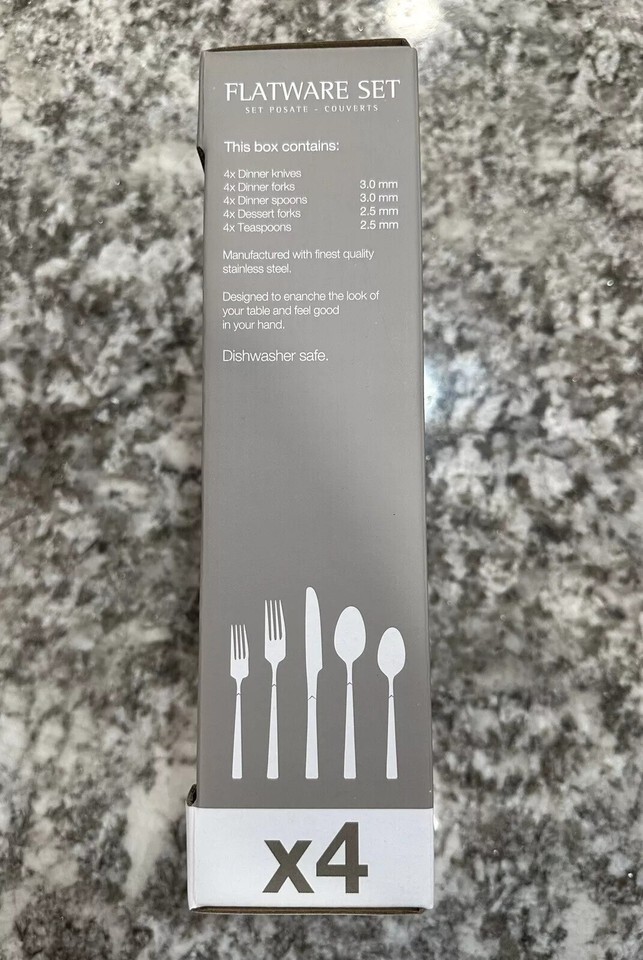 FLATWARE SET
SET POSATE - COUVERTS
This box contains:
4x Dinner knives
4x Dinner forks 3.0 mm
4x Dinner spoons 3.0 mm
4x Dessert forks 2.5 mm
4x Teaspoons 2.5 mm
Manufactured with finest quality
stainless steel.
Designed to enanche the look of
your table and feel good
in your hand.
Dishwasher safe.
x4